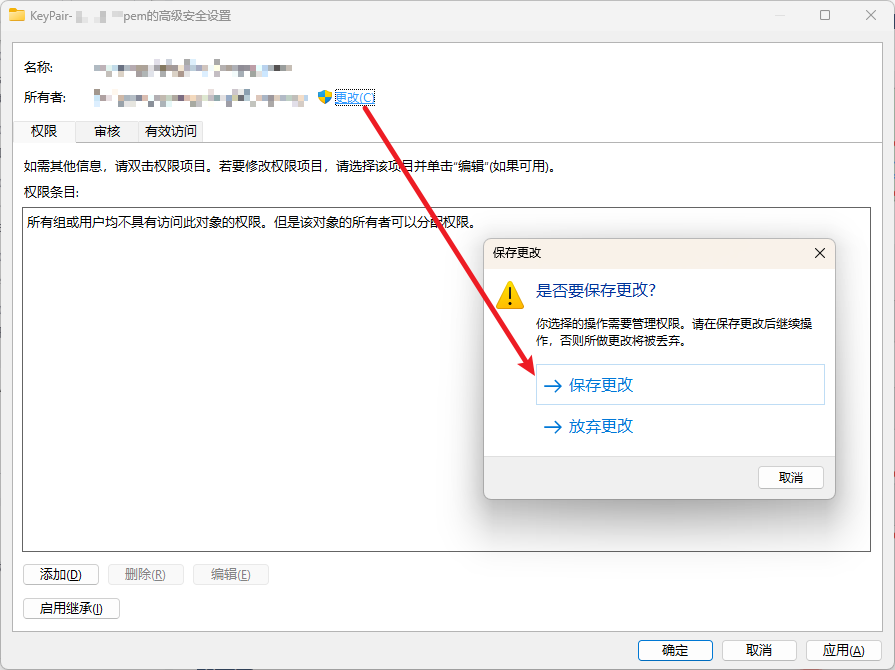 KeyPair- pem的高级安全设置
名称:
所有者: 更改(C)
权限 审核 有效访问
如需其他信息，请双击权限项目。若要修改权限项目，请选择该项目并单击“编辑”(如果可用)。
权限条目:
所有组或用户均不具有访问此对象的权限。但是该对象的所有者可以分配权限。
保存更改
是否要保存更改?
你选择的操作需要管理权限。请在保存更改后继续操
作，否则所做更改将被丢弃。
保存更改
放弃更改
取消
添加(D) 删除(R) 编辑(E)
启用继承(I)
确定 取消 应用(A)